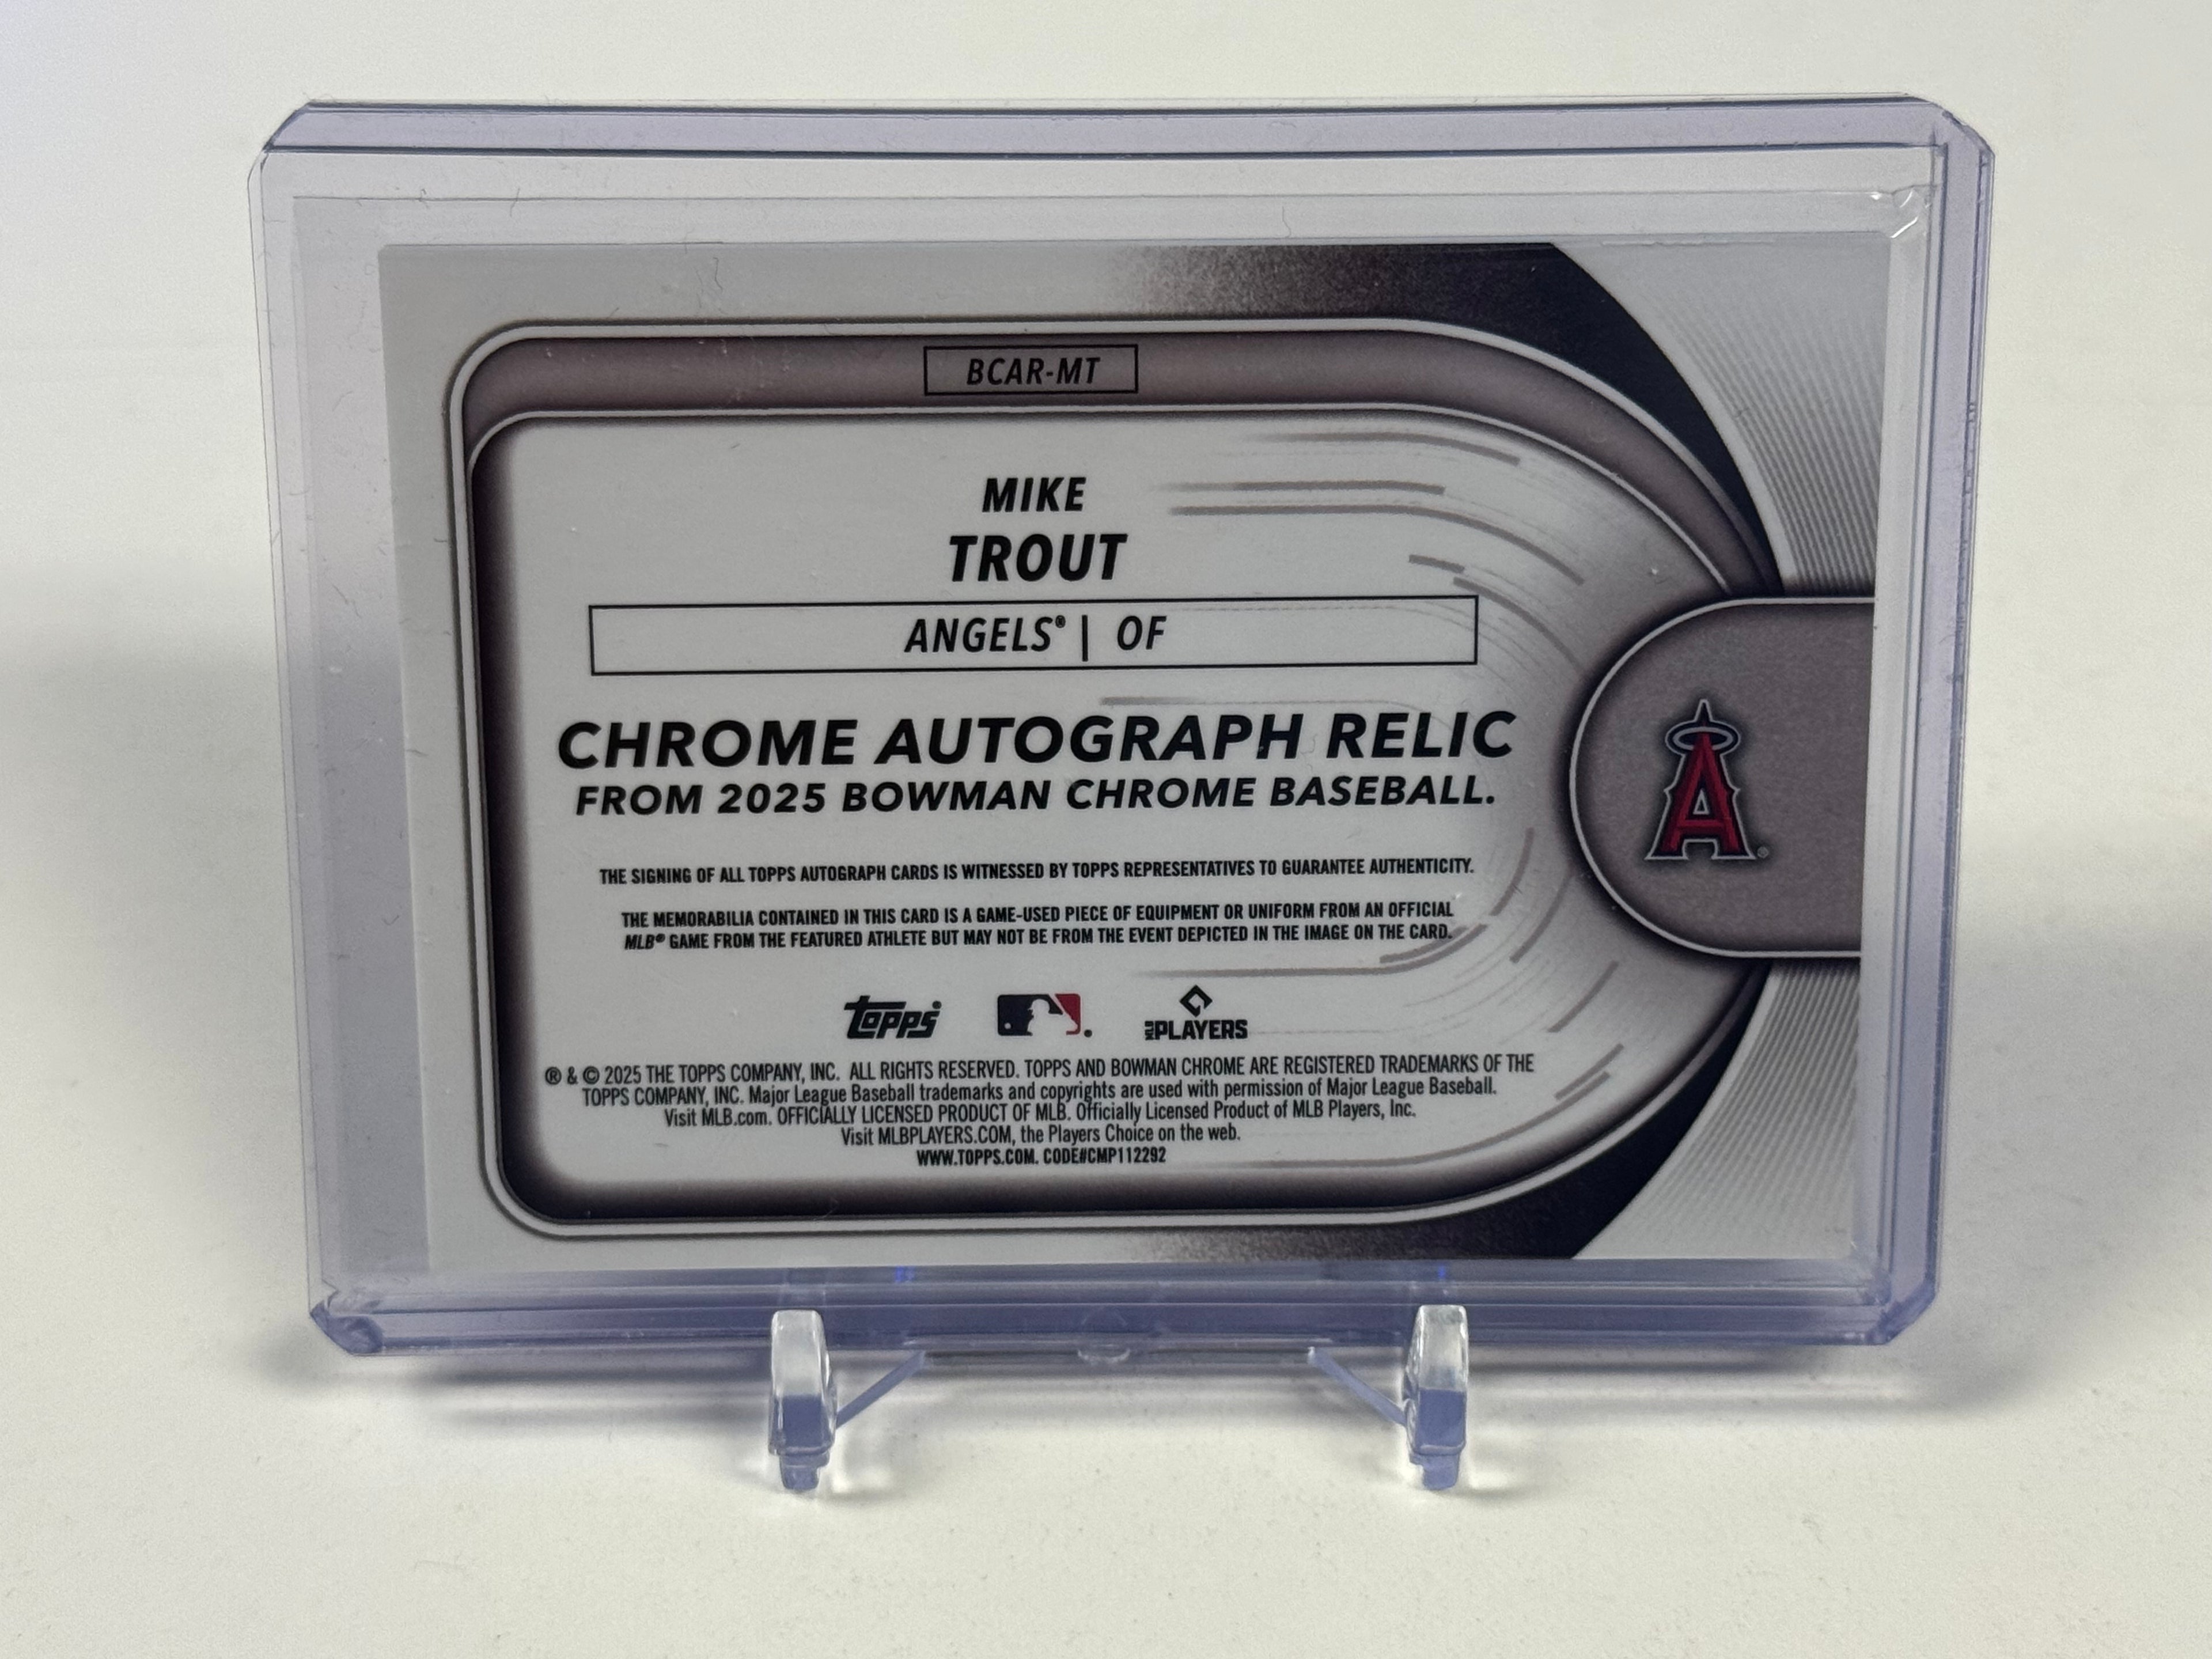 BCAR-MT
MIKE
TROUT
ANGELS® | OF
CHROME AUTOGRAPH RELIC
FROM 2025 BOWMAN CHROME BASEBALL.
THE SIGNING OF ALL TOPPS AUTOGRAPH CARDS IS WITNESSED BY TOPPS REPRESENTATIVES TO GUARANTEE AUTHENTICITY.
THE MEMORABILIA CONTAINED IN THIS CARD IS A GAME-USED PIECE OF EQUIPMENT OR UNIFORM FROM AN OFFICIAL
MLB® GAME FROM THE FEATURED ATHLETE BUT MAY NOT BE FROM THE EVENT DEPICTED IN THE IMAGE ON THE CARD.
A®
topps MLB PLAYERS
® & © 2025 THE TOPPS COMPANY, INC. ALL RIGHTS RESERVED. TOPPS AND BOWMAN CHROME ARE REGISTERED TRADEMARKS OF THE
TOPPS COMPANY, INC. Major League Baseball trademarks and copyrights are used with permission of Major League Baseball.
Visit MLB.com. OFFICIALLY LICENSED PRODUCT OF MLB. Officially Licensed Product of MLB Players, Inc.
Visit MLBPLAYERS.COM, the Players Choice on the web.
WWW.TOPPS.COM. CODE#CMP112292